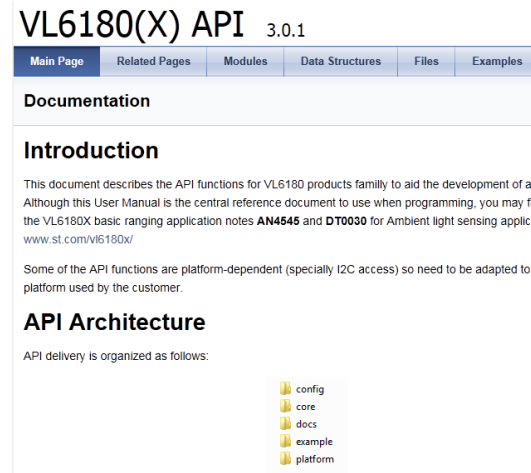 VL6180(X) API 3.0.1
Main Page Related Pages Modules Data Structures Files Examples
Documentation
Introduction
This document describes the API functions for VL6180 products familly to aid the development of a
Although this User Manual is the central reference document to use when programming, you may f
the VL6180X basic ranging application notes AN4545 and DT0030 for Ambient light sensing applic
www.st.com/vl6180x/
Some of the API functions are platform-dependent (specially I2C access) so need to be adapted to
platform used by the customer.
API Architecture
API delivery is organized as follows:
config
core
docs
example
platform